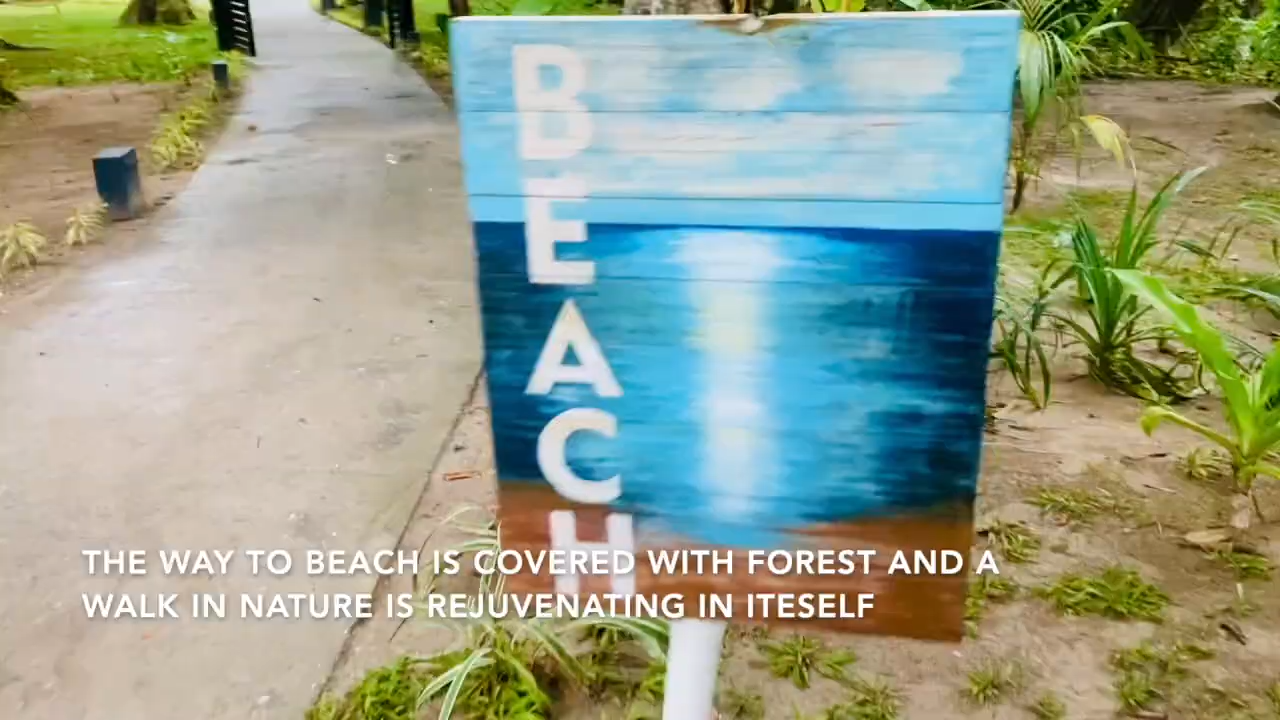 BEACH
THE WAY TO BEACH IS COVERED WITH FOREST AND A
WALK IN NATURE IS REJUVENATING IN ITESELF